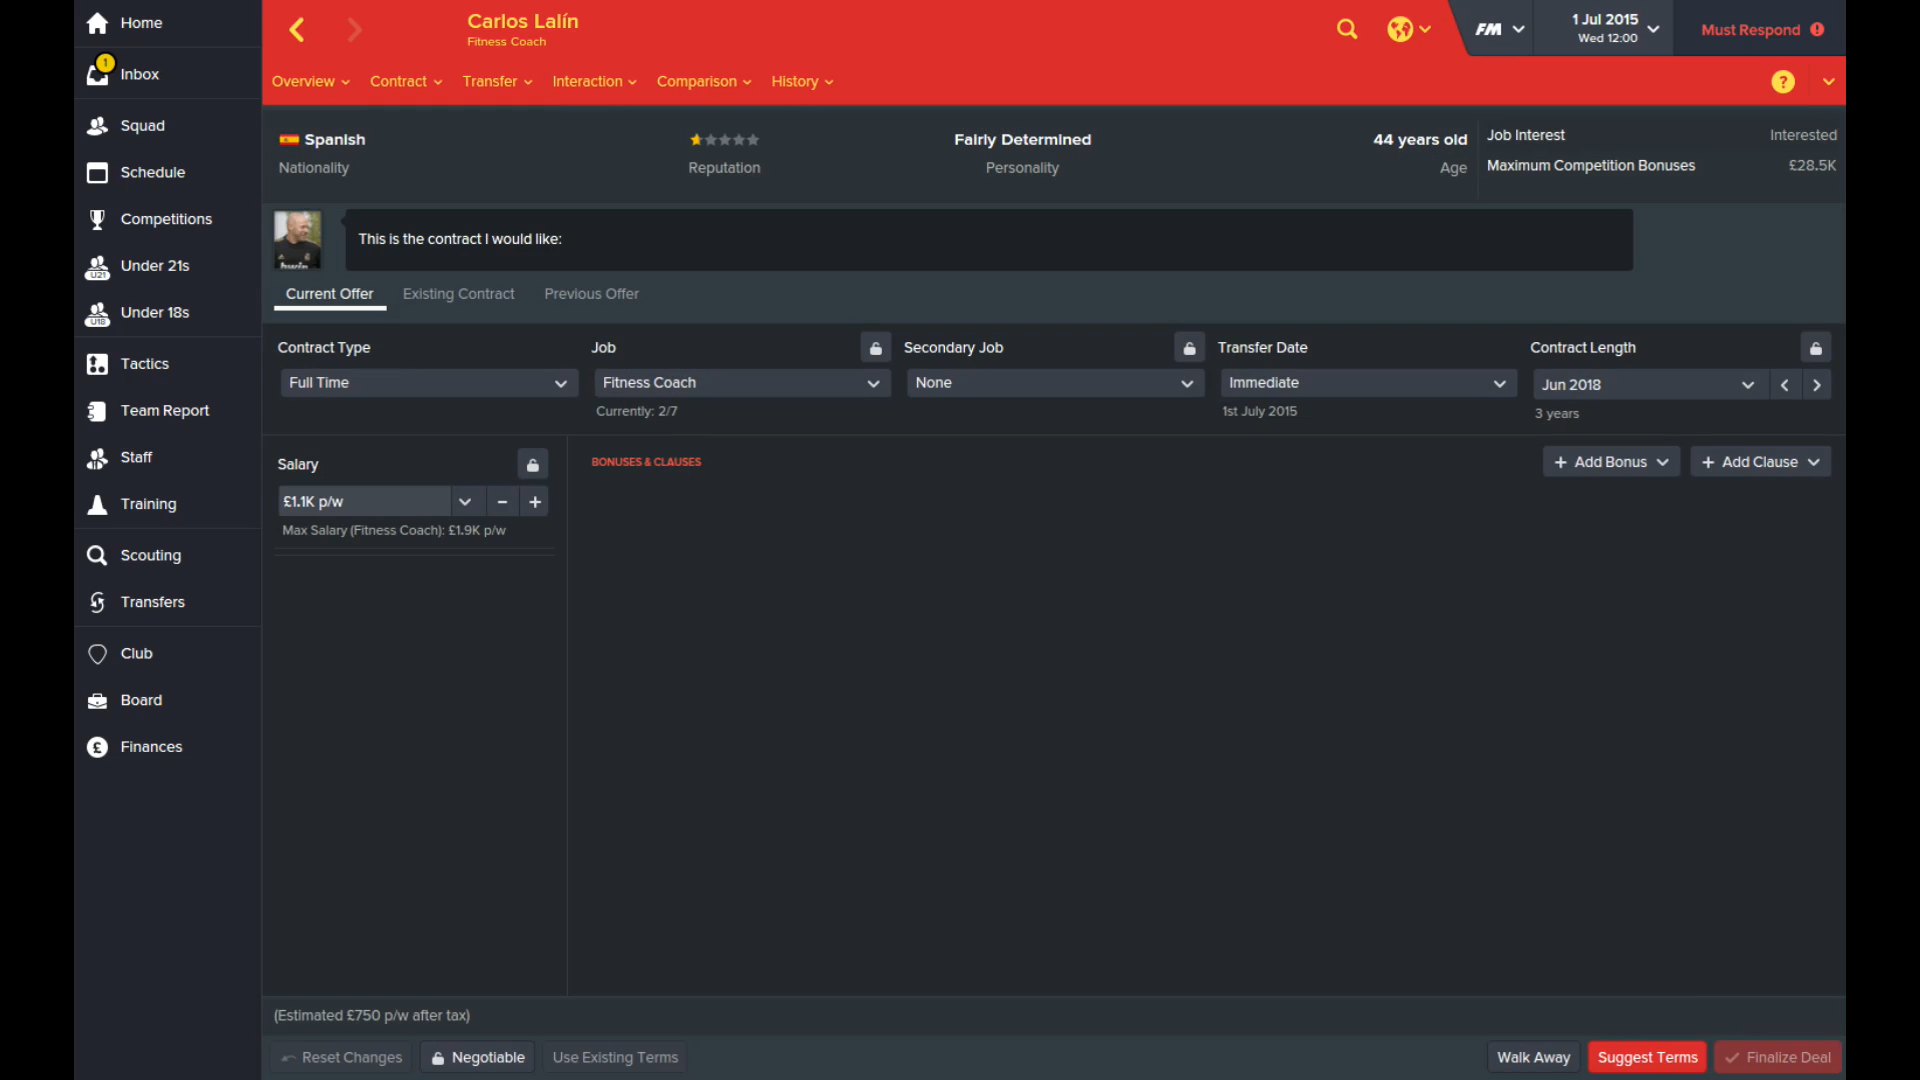 Home
1
Inbox
Squad
Schedule
Competitions
U21
Under 21s
U18
Under 18s
Tactics
Team Report
Staff
Training
Scouting
Transfers
Club
Board
£
Finances
Carlos Lalín
Fitness Coach
FM
1 Jul 2015
Wed 12:00
Must Respond
Overview
Contract
Transfer
Interaction
Comparison
History
?
Spanish
Nationality
Reputation
Fairly Determined
Personality
44 years old
Age
Job Interest Interested
Maximum Competition Bonuses £28.5K
This is the contract I would like:
Current Offer
Existing Contract
Previous Offer
Contract Type
Full Time
Job
Fitness Coach
Currently: 2/7
Secondary Job
None
Transfer Date
Immediate
1st July 2015
Contract Length
Jun 2018
3 years
Salary
£1.1K p/w
Max Salary (Fitness Coach): £1.9K p/w
BONUSES & CLAUSES
+ Add Bonus
+ Add Clause
(Estimated £750 p/w after tax)
Reset Changes
Negotiable
Use Existing Terms
Walk Away
Suggest Terms
Finalize Deal